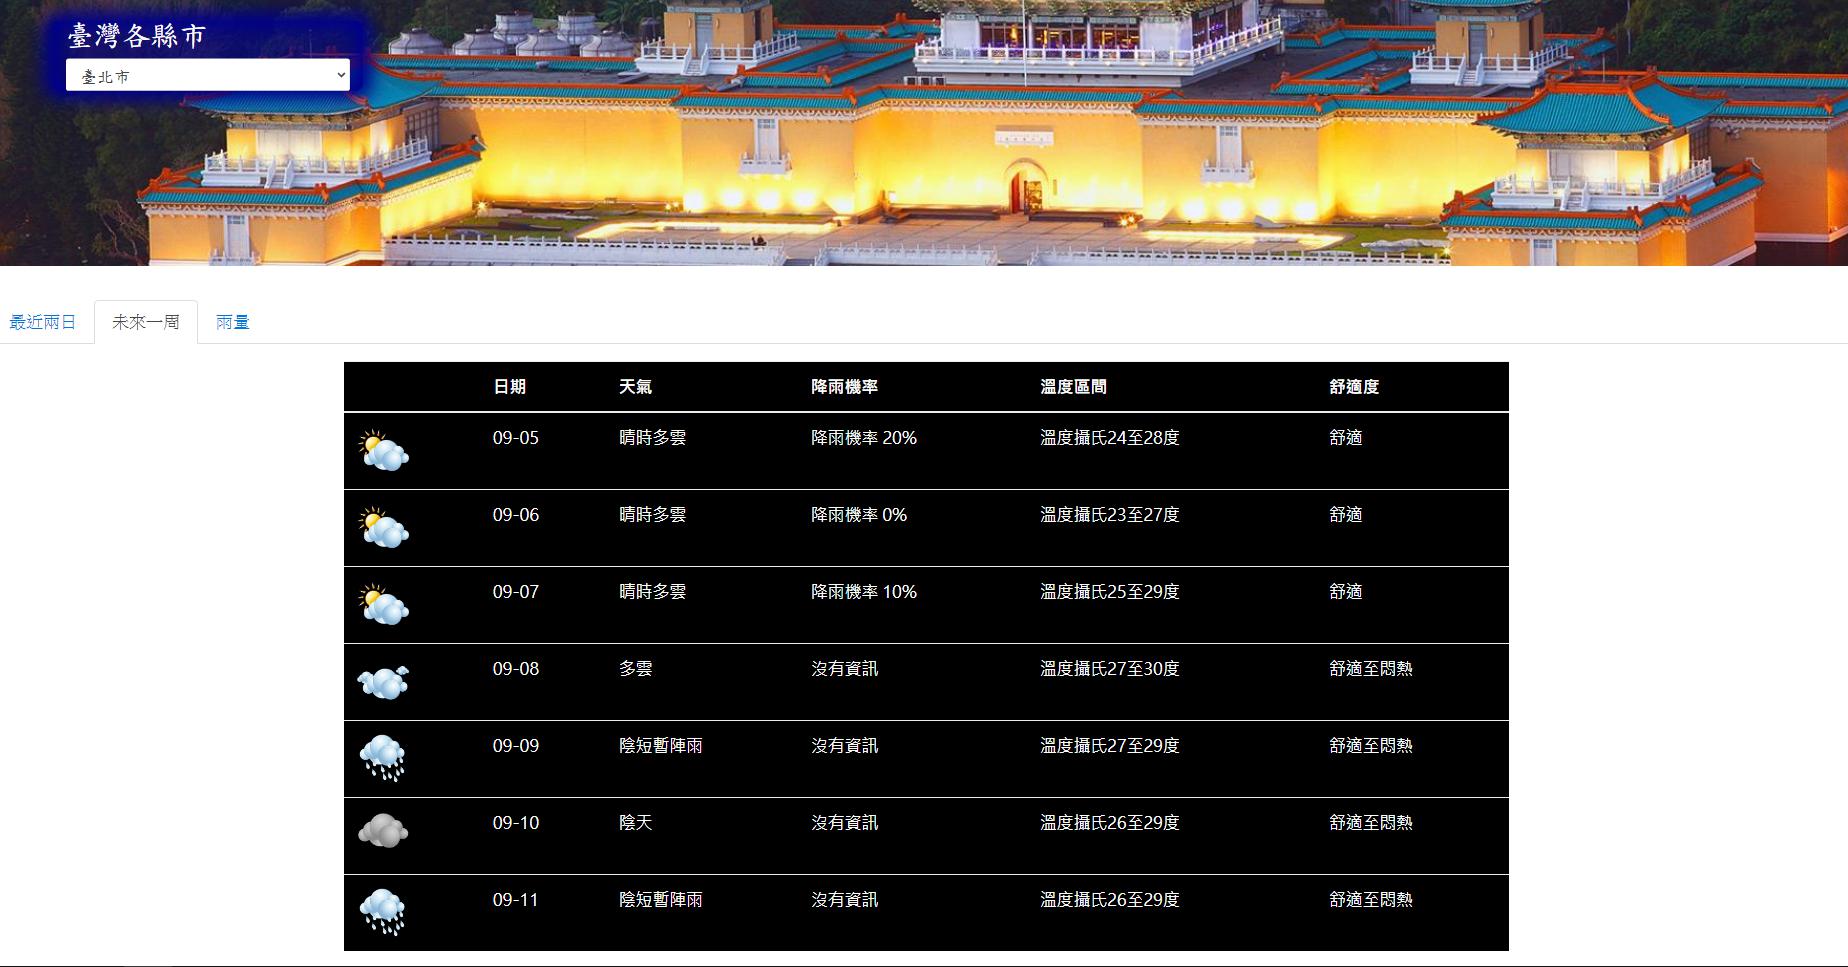 臺灣各縣市
臺北市
最近兩日 未來一周 雨量
日期 天氣 降雨機率 溫度區間 舒適度
09-05 晴時多雲 降雨機率 20% 溫度攝氏24至28度 舒適
09-06 晴時多雲 降雨機率 0% 溫度攝氏23至27度 舒適
09-07 晴時多雲 降雨機率 10% 溫度攝氏25至29度 舒適
09-08 多雲 沒有資訊 溫度攝氏27至30度 舒適至悶熱
09-09 陰短暫陣雨 沒有資訊 溫度攝氏27至29度 舒適至悶熱
09-10 陰天 沒有資訊 溫度攝氏26至29度 舒適至悶熱
09-11 陰短暫陣雨 沒有資訊 溫度攝氏26至29度 舒適至悶熱